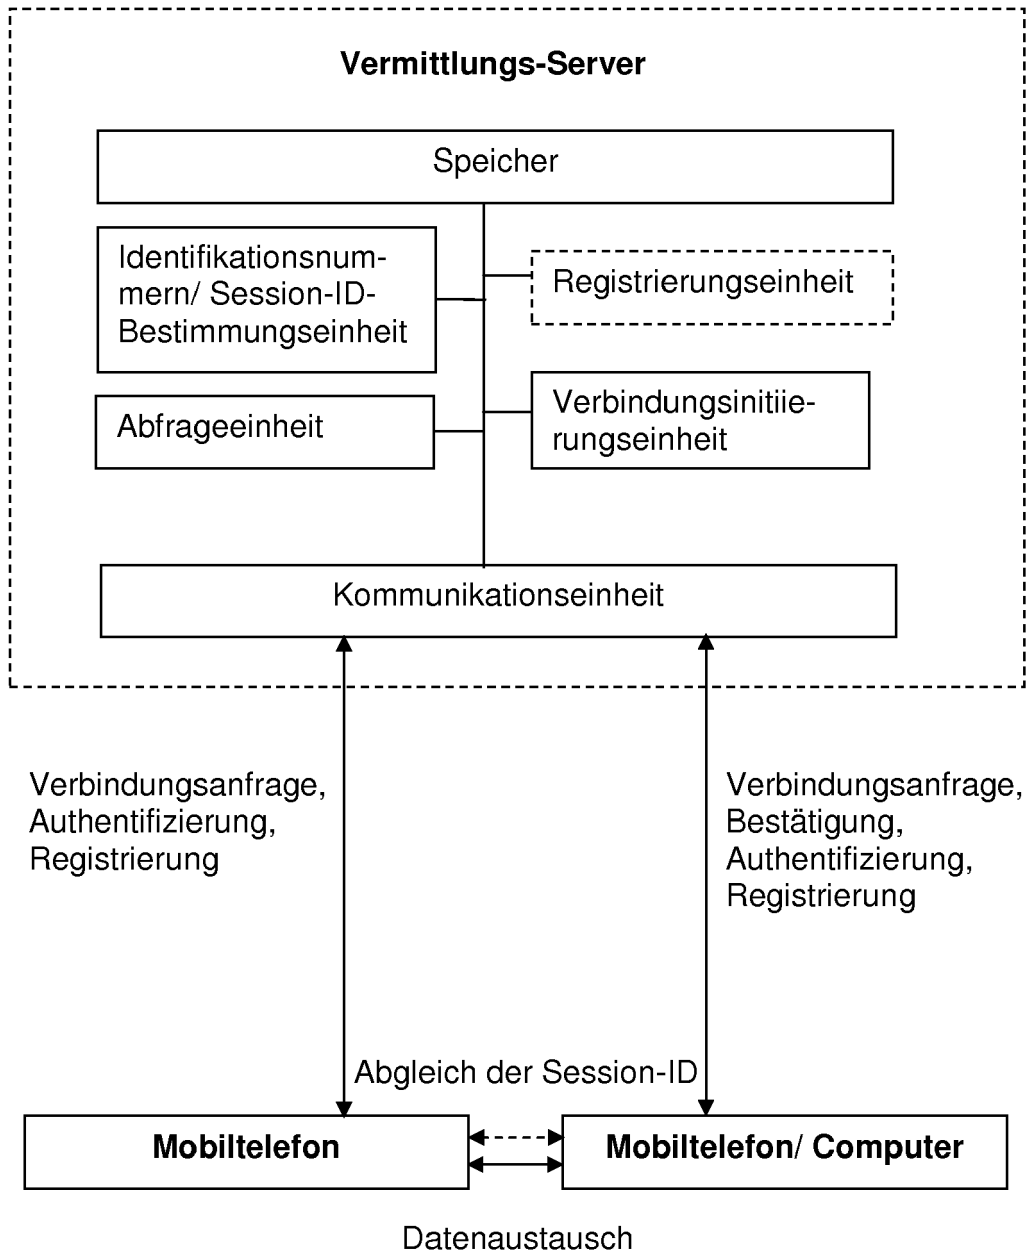 Vermittlungs-Server
Speicher
Identifikationsnum-
mern/ Session-ID-
Bestimmungseinheit
Registrierungseinheit
Abfrageeinheit
Verbindungsinitiie-
rungseinheit
Kommunikationseinheit
Verbindungsanfrage,
Authentifizierung,
Registrierung
Verbindungsanfrage,
Bestätigung,
Authentifizierung,
Registrierung
Abgleich der Session-ID
Mobiltelefon
Mobiltelefon/ Computer
Datenaustausch